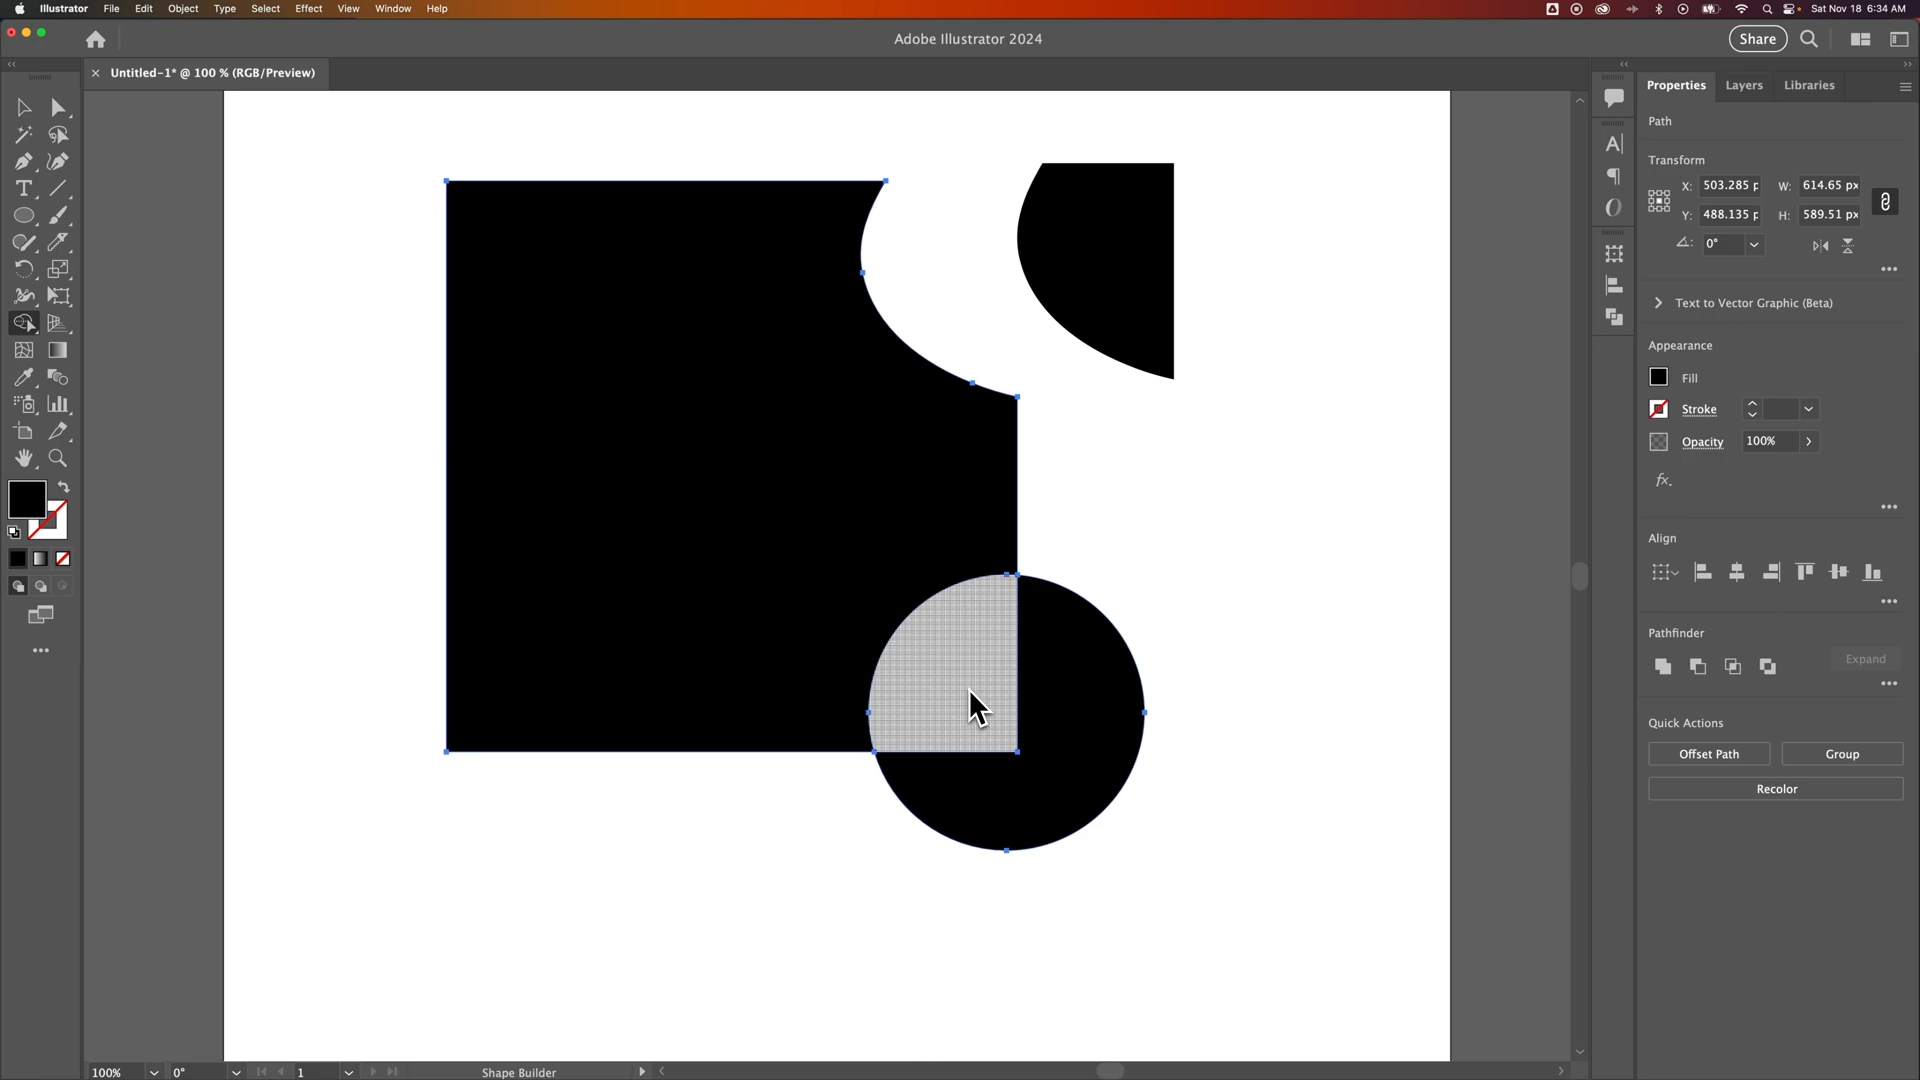 Illustrator File Edit Object Type Select Effect View Window Help
Sat Nov 18 6:34 AM
Adobe Illustrator 2024
Share
× Untitled-1* @ 100 % (RGB/Preview)
Properties Layers Libraries
Path
Transform
X: 503.285 p W: 614.65 px
Y: 488.135 p H: 589.51 px
0°
Text to Vector Graphic (Beta)
Appearance
Fill
Stroke
Opacity 100%
fx.
Align
Pathfinder
Expand
Quick Actions
Offset Path Group
Recolor
100% 0° 1 Shape Builder